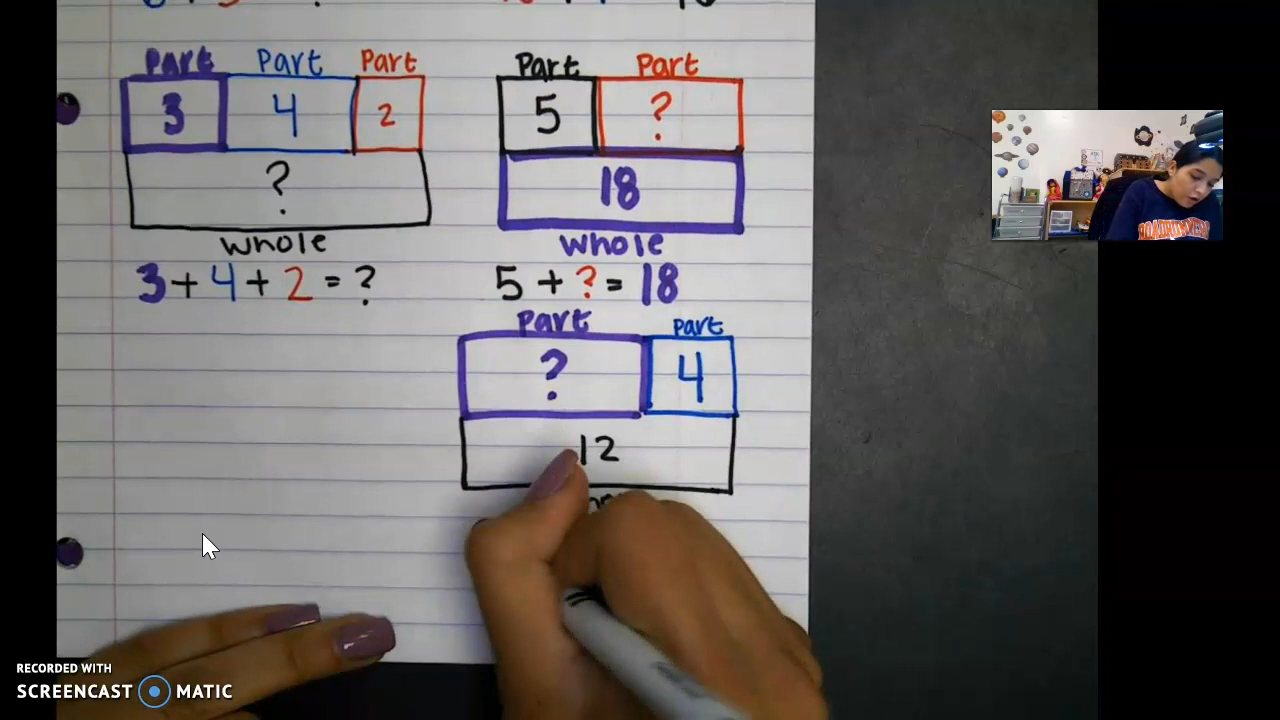 Part Part Part
3 4 2
?
whole
3 + 4 + 2 = ?
Part Part
5 ?
18
whole
5 + ? = 18
Part Part
? 4
12
RECORDED WITH
SCREENCAST MATIC